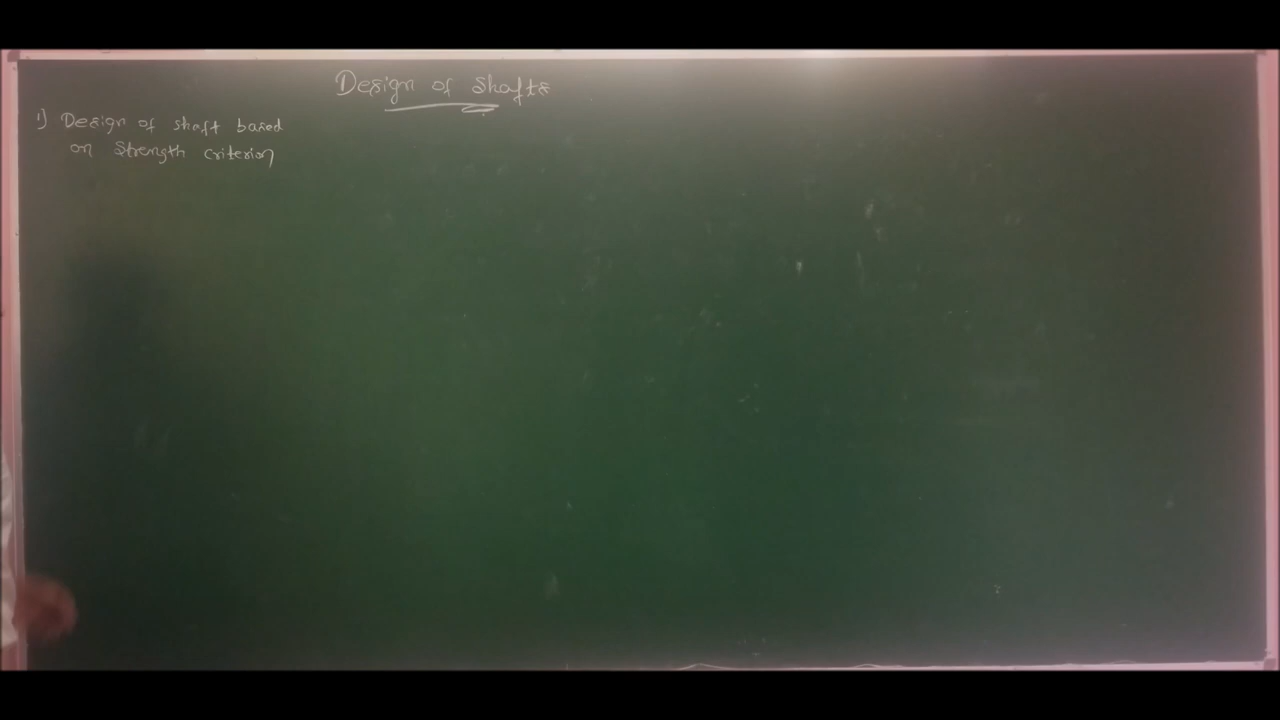 Design of Shafts
1) Design of shaft based
on Strength criterion